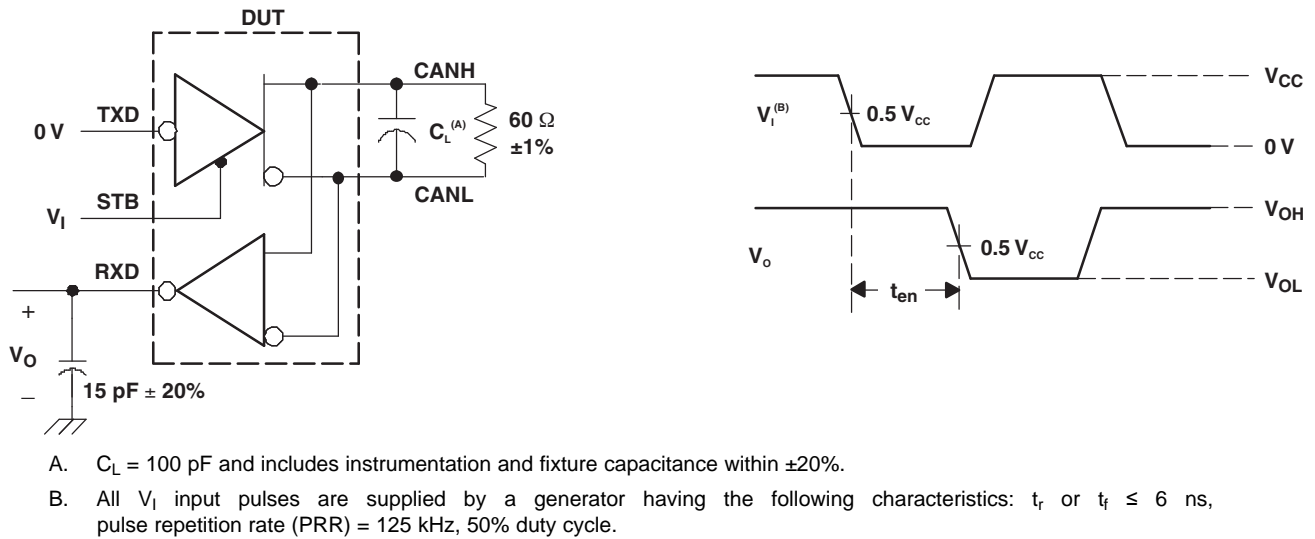 DUT
CANH
TXD
0 V
C_L^(A)
60 Ω
±1%
STB
V_I
CANL
RXD
+
V_O
–
15 pF ± 20%
V_CC
V_I^(B)
0.5 V_cc
0 V
V_OH
V_O
0.5 V_cc
t_en
V_OL
A. C_L = 100 pF and includes instrumentation and fixture capacitance within ±20%.
B. All V_I input pulses are supplied by a generator having the following characteristics: t_r or t_f ≤ 6 ns,
pulse repetition rate (PRR) = 125 kHz, 50% duty cycle.